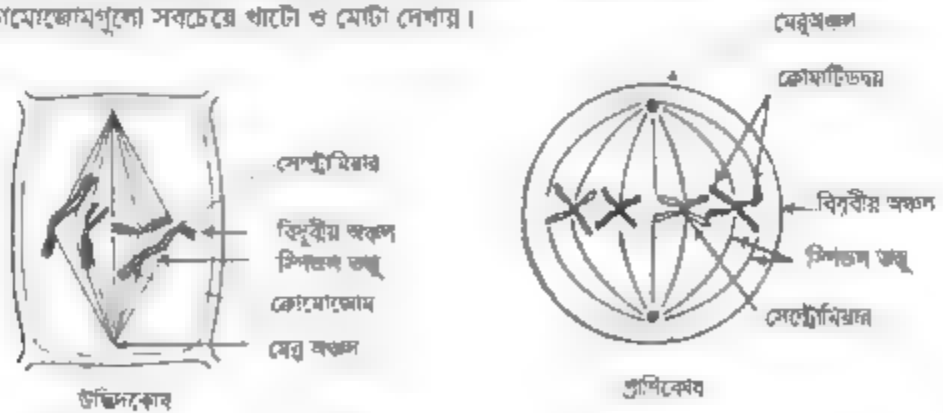 ক্রোমোজোমগুলো সবচেয়ে খাটো ও মোটা দেখায়।
সেন্ট্রোমিয়ার
বিষুবীয় অঞ্চল
স্পিন্ডল তন্তু
ক্রোমোজোম
মেরু অঞ্চল
উদ্ভিদকোষ
মেরুঅঞ্চল
ক্রোমাটিডদ্বয়
বিষুবীয় অঞ্চল
স্পিন্ডল তন্তু
সেন্ট্রোমিয়ার
প্রাণিকোষ